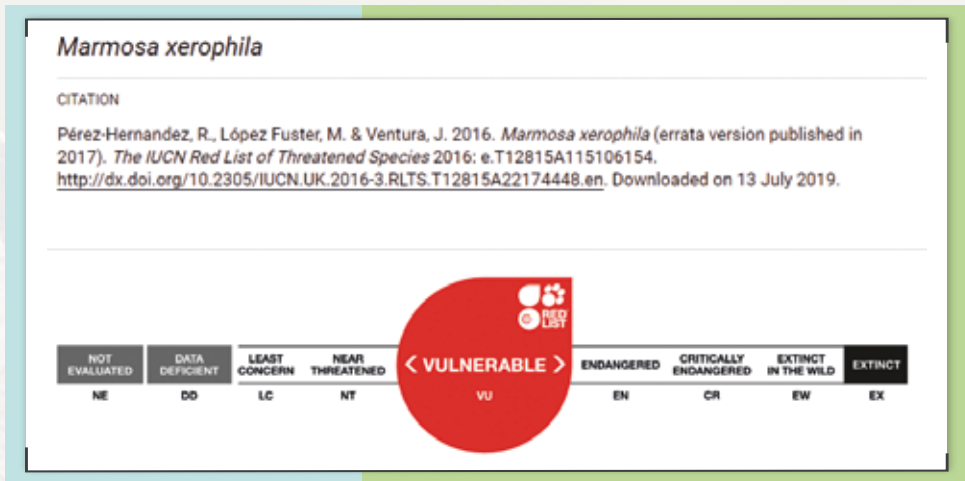 Marmosa xerophila
CITATION
Pérez-Hernandez, R., López Fuster, M. & Ventura, J. 2016. Marmosa xerophila (errata version published in
2017). The IUCN Red List of Threatened Species 2016: e.T12815A115106154.
http://dx.doi.org/10.2305/IUCN.UK.2016-3.RLTS.T12815A22174448.en. Downloaded on 13 July 2019.
RED
LIST
NOT
EVALUATED
NE
DATA
DEFICIENT
DD
LEAST
CONCERN
LC
NEAR
THREATENED
NT
< VULNERABLE >
VU
ENDANGERED
EN
CRITICALLY
ENDANGERED
CR
EXTINCT
IN THE WILD
EW
EXTINCT
EX